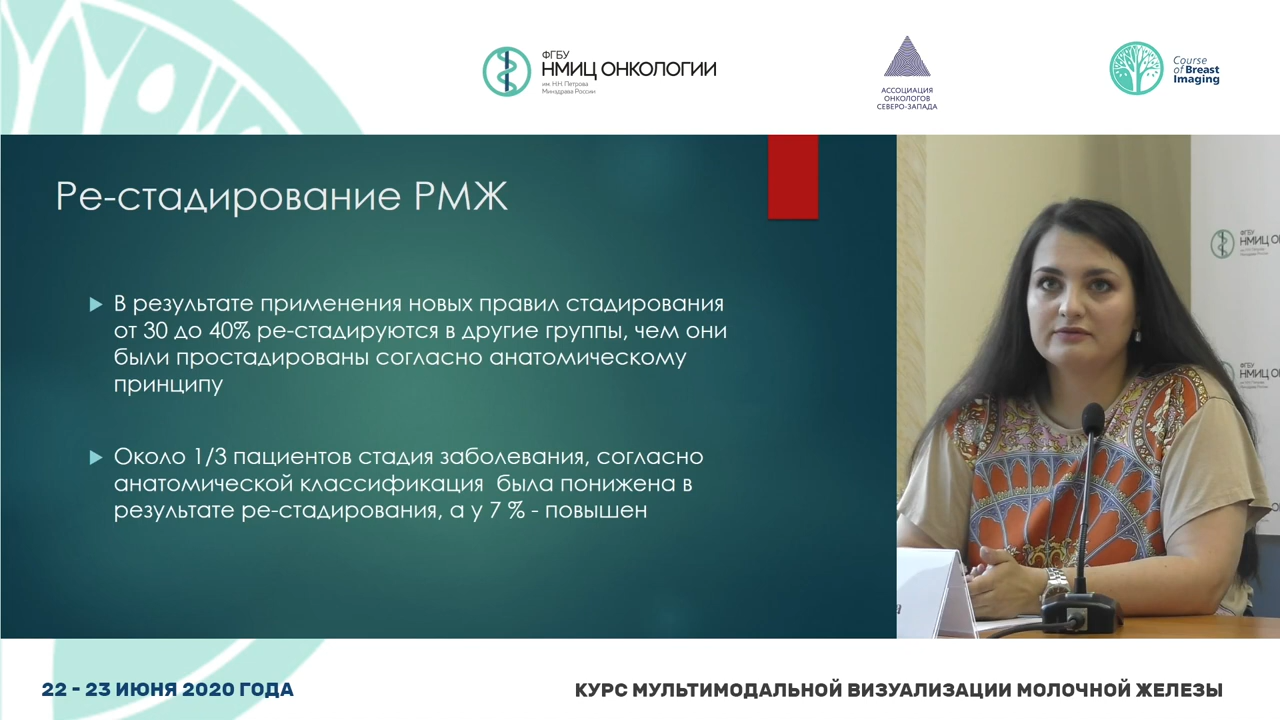 ФГБУ
НМИЦ ОНКОЛОГИИ
им. Н.Н. Петрова
Минздрава России
АССОЦИАЦИЯ
ОНКОЛОГОВ
СЕВЕРО-ЗАПАДА
Course
of Breast
Imaging
Ре-стадирование РМЖ
В результате применения новых правил стадирования
от 30 до 40% ре-стадируются в другие группы, чем они
были простадированы согласно анатомическому
принципу
Около 1/3 пациентов стадия заболевания, согласно
анатомической классификация была понижена в
результате ре-стадирования, а у 7 % - повышен
ФГБУ
НМИЦ О
22 - 23 ИЮНЯ 2020 ГОДА
КУРС МУЛЬТИМОДАЛЬНОЙ ВИЗУАЛИЗАЦИИ МОЛОЧНОЙ ЖЕЛЕЗЫ